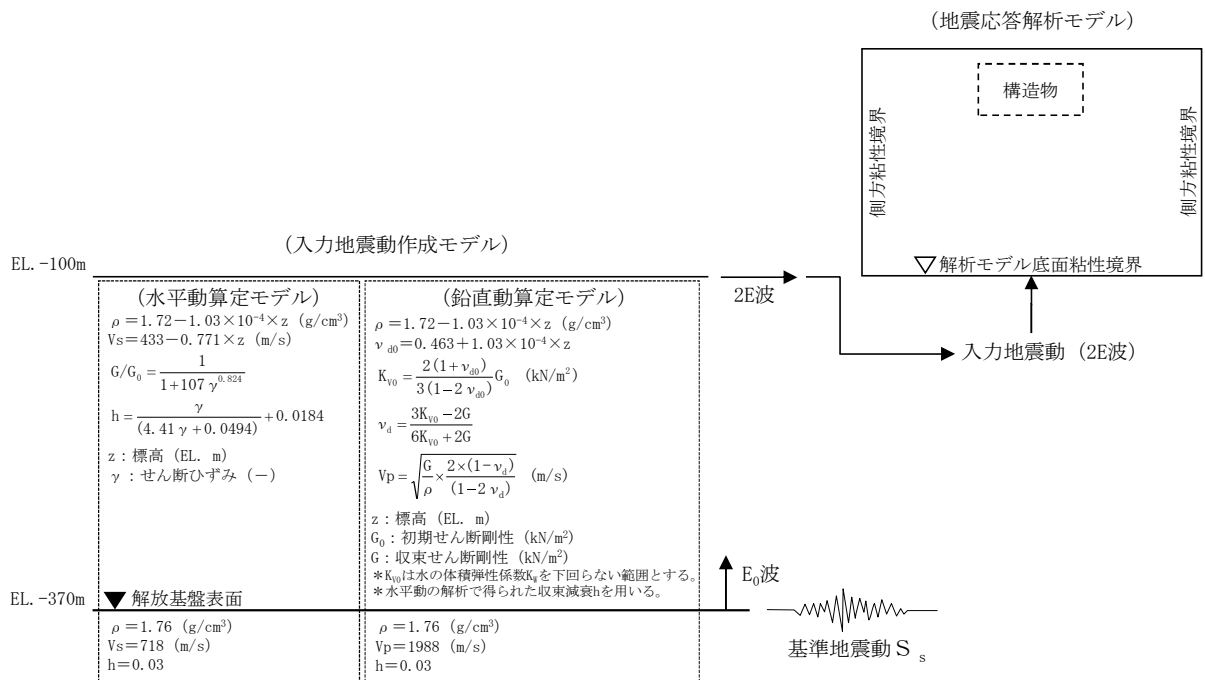 （地震応答解析モデル）
構造物
側方粘性境界
側方粘性境界
▽解析モデル底面粘性境界
（入力地震動作成モデル）
EL. -100m
2E波
入力地震動（2E波）
（水平動算定モデル）
ρ=1.72-1.03×10⁻⁴×z (g/cm³)
Vs=433-0.771×z (m/s)
G/G₀=1/(1+107γ^0.824)
h=γ/(4.41γ+0.0494)+0.0184
z：標高（EL. m）
γ：せん断ひずみ（－）
（鉛直動算定モデル）
ρ=1.72-1.03×10⁻⁴×z (g/cm³)
ν_d0=0.463+1.03×10⁻⁴×z
K_V0=2(1+ν_d0)/3(1-2ν_d0) G₀ (kN/m²)
ν_d=(3K_V0-2G)/(6K_V0+2G)
Vp=√(G/ρ×2×(1-ν_d)/(1-2ν_d)) (m/s)
z：標高（EL. m）
G₀：初期せん断剛性（kN/m²）
G：収束せん断剛性（kN/m²）
＊K_V0は水の体積弾性係数K_Wを下回らない範囲とする。
＊水平動の解析で得られた収束減衰hを用いる。
E₀波
EL. -370m
▼ 解放基盤表面
ρ=1.76 (g/cm³)
Vs=718 (m/s)
h=0.03
ρ=1.76 (g/cm³)
Vp=1988 (m/s)
h=0.03
基準地震動Ｓs